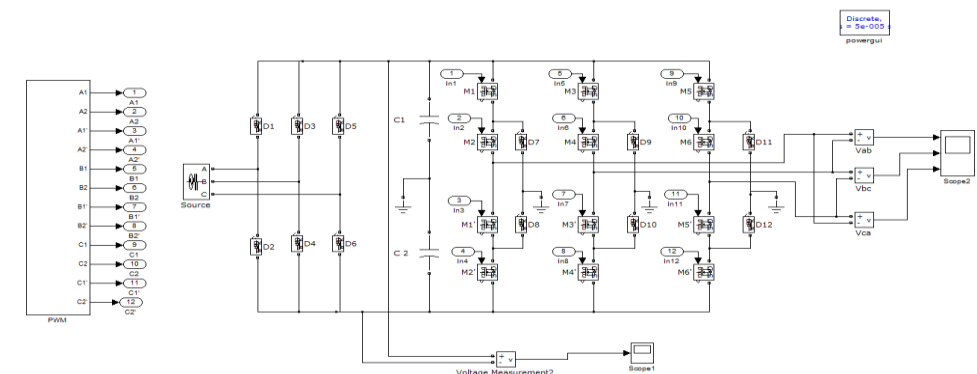 Discrete,
= 5e-005
powergui
PWM
A1
A2
A1'
A2'
B1
B2
B1'
B2'
C1
C2
C1'
C2'
1
A1
2
A2
3
A1'
4
A2'
5
B1
6
B2
7
B1'
8
B2'
9
C1
10
C2
11
C1'
12
C2'
Source
A
B
C
D1
D3
D5
D2
D4
D6
C1
C 2
1
In1
M1
2
In2
M2
D7
3
In3
M1'
D8
4
In4
M2'
5
In5
M3
6
In6
M4
D9
7
In7
M3'
D10
8
In8
M4'
9
In9
M5
10
In10
M6
D11
11
In11
M5'
D12
12
In12
M6'
+
-
v
Vab
+
-
v
Vbc
+
-
v
Vca
Scope2
+
-
v
Voltage Measurement2
Scope1